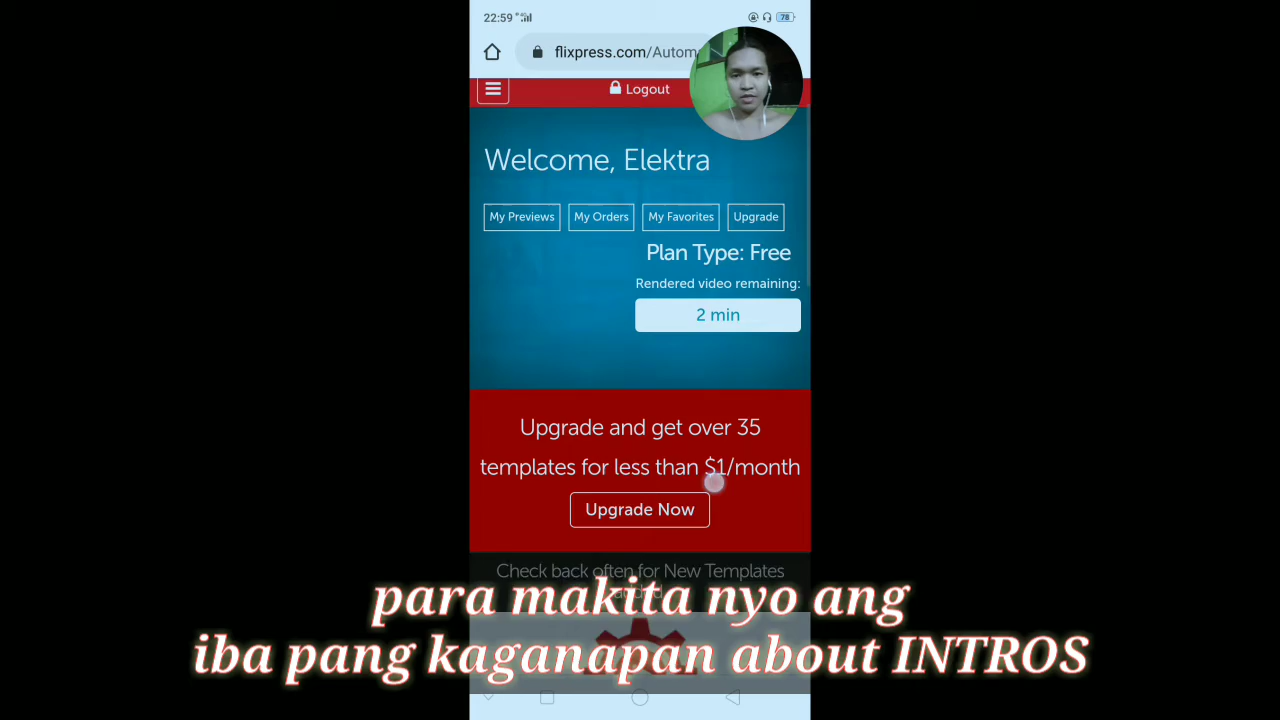 22:59
78
flixpress.com/Autom
Logout
Welcome, Elektra
My Previews
My Orders
My Favorites
Upgrade
Plan Type: Free
Rendered video remaining:
2 min
Upgrade and get over 35
templates for less than $1/month
Upgrade Now
Check back often for New Templates
para makita nyo ang
iba pang kaganapan about INTROS